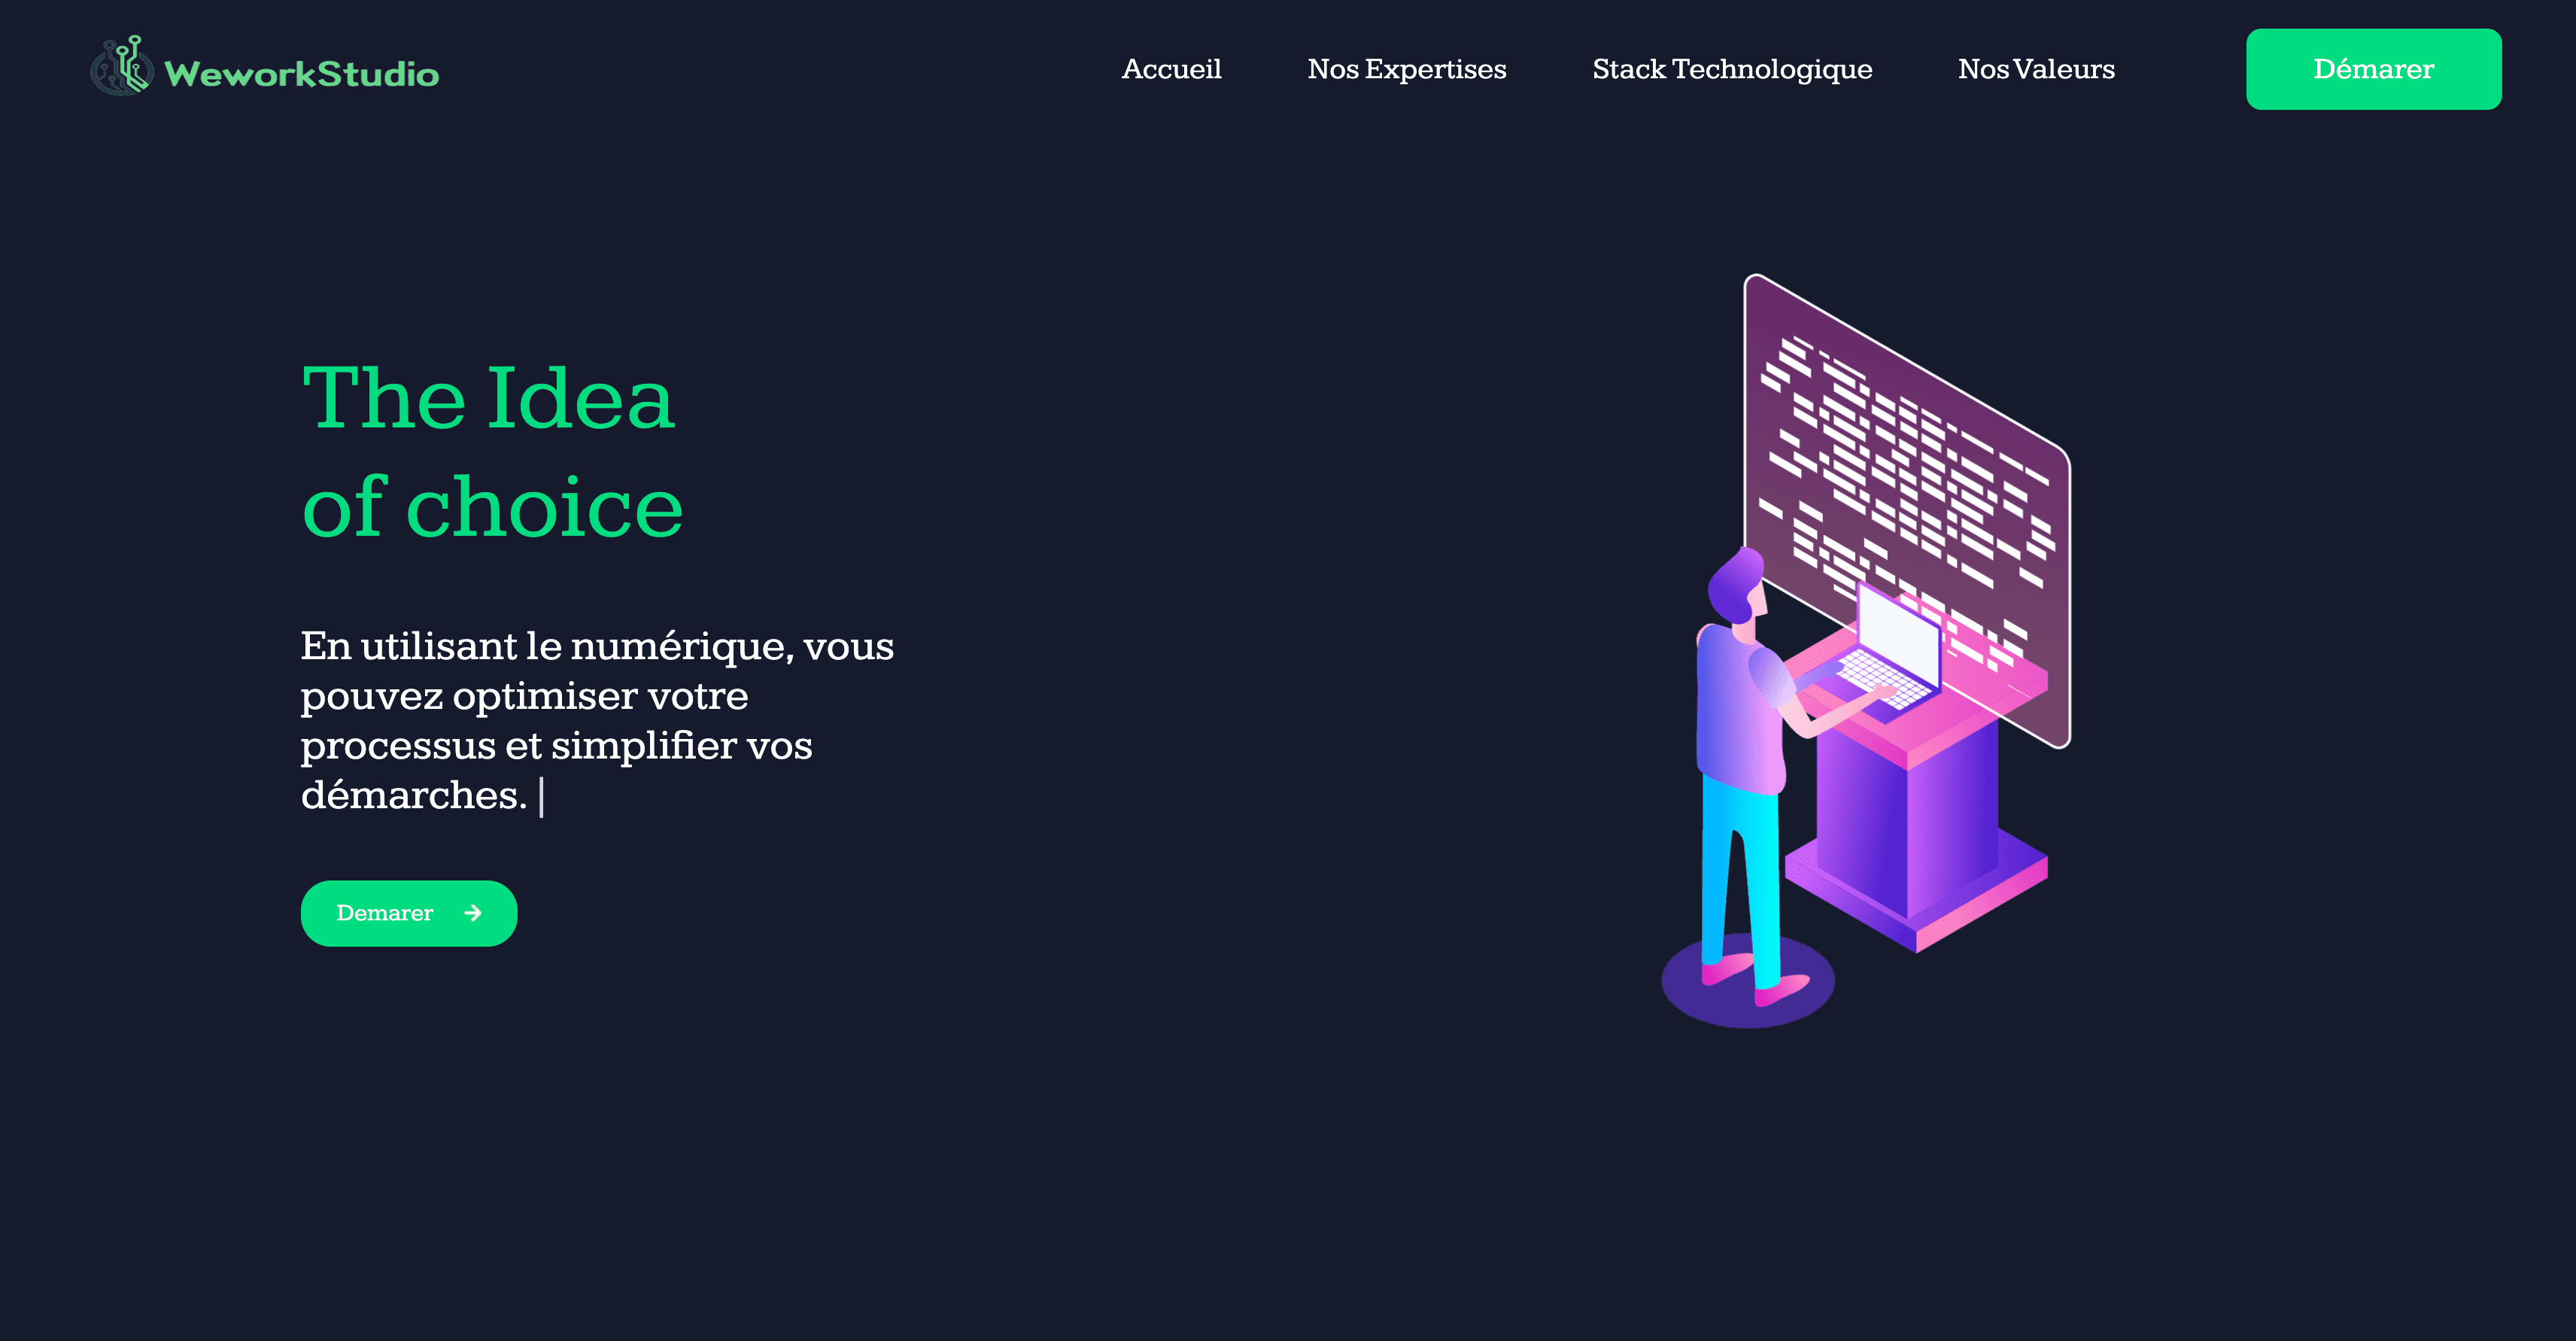 WeworkStudio
Accueil
Nos Expertises
Stack Technologique
Nos Valeurs
Démarer
The Idea
of choice
En utilisant le numérique, vous
pouvez optimiser votre
processus et simplifier vos
démarches. |
Demarer